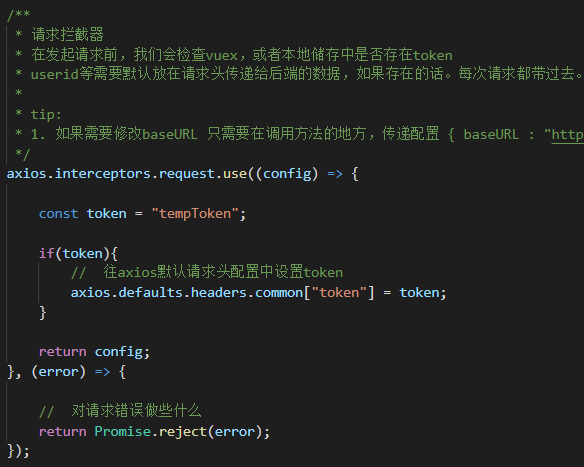 /**
 * 请求拦截器
 * 在发起请求前，我们会检查vuex，或者本地储存中是否存在token
 * userid等需要默认放在请求头传递给后端的数据，如果存在的话。每次请求都带过去。
 *
 * tip:
 * 1. 如果需要修改baseURL 只需要在调用方法的地方，传递配置 { baseURL : "http
 */
axios.interceptors.request.use((config) => {
    const token = "tempToken";
    if(token){
        //  往axios默认请求头配置中设置token
        axios.defaults.headers.common["token"] = token;
    }
    return config;
}, (error) => {
    //  对请求错误做些什么
    return Promise.reject(error);
});